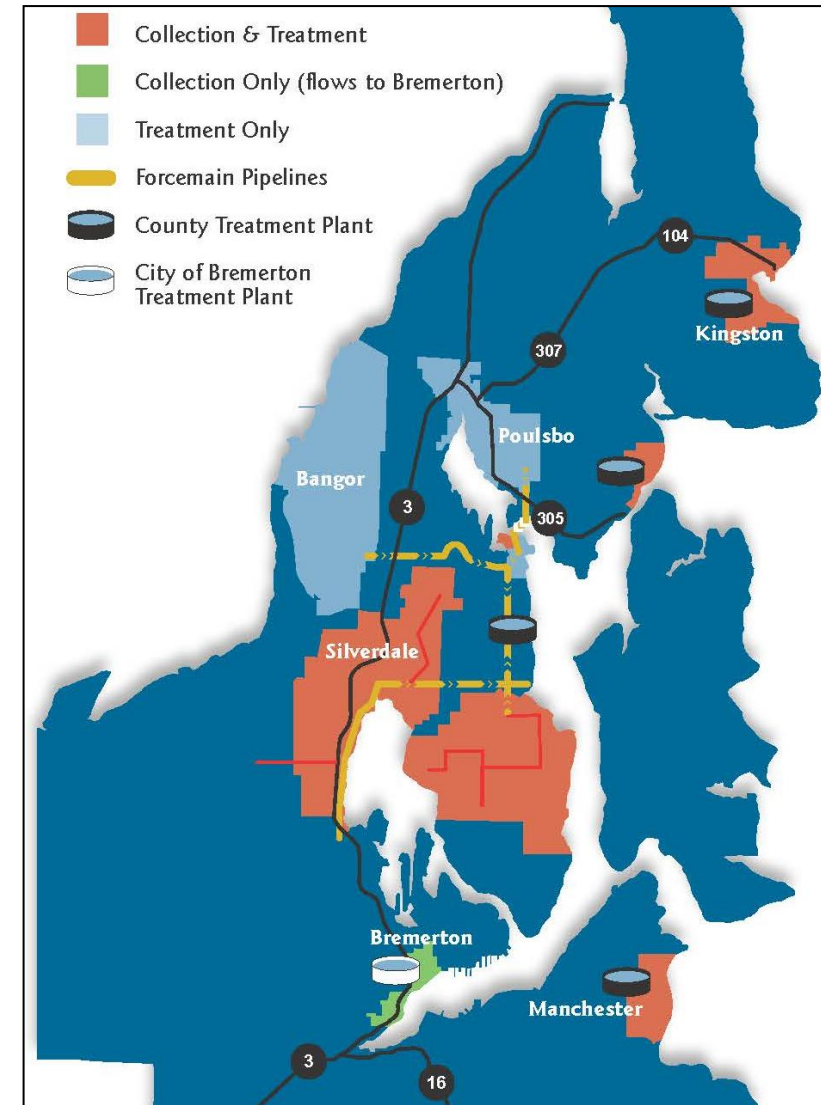 Collection & Treatment
Collection Only (flows to Bremerton)
Treatment Only
Forcemain Pipelines
County Treatment Plant
City of Bremerton
Treatment Plant
104
Kingston
307
Poulsbo
Bangor
3
305
Silverdale
Bremerton
Manchester
3
16